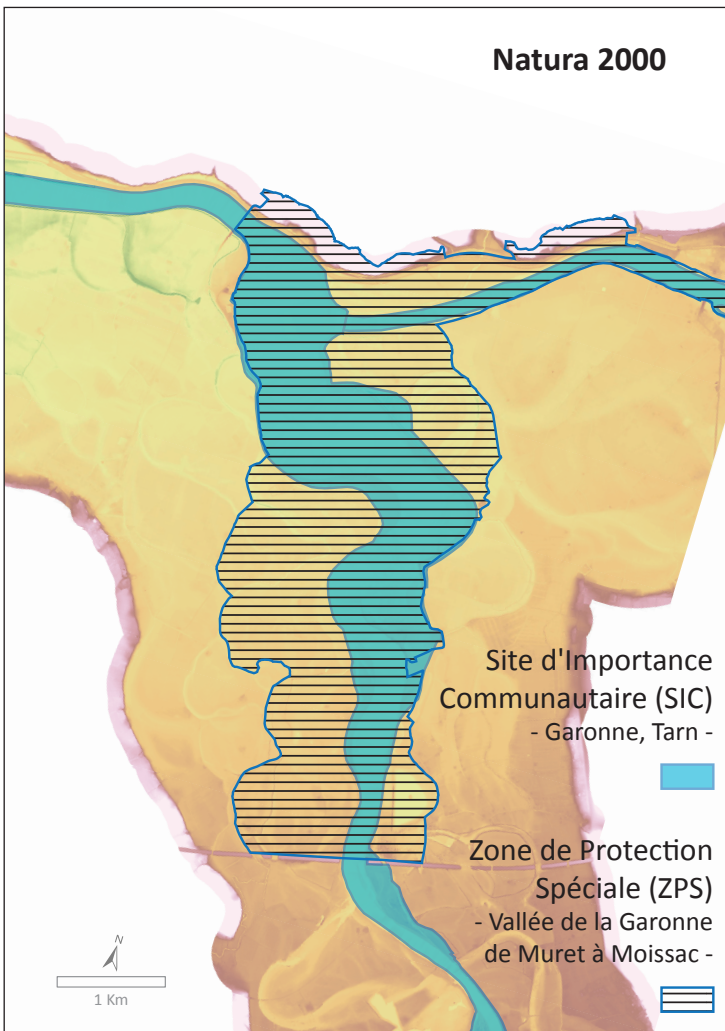 Natura 2000
Site d'Importance
Communautaire (SIC)
- Garonne, Tarn -
Zone de Protection
Spéciale (ZPS)
- Vallée de la Garonne
de Muret à Moissac -
N
1 Km